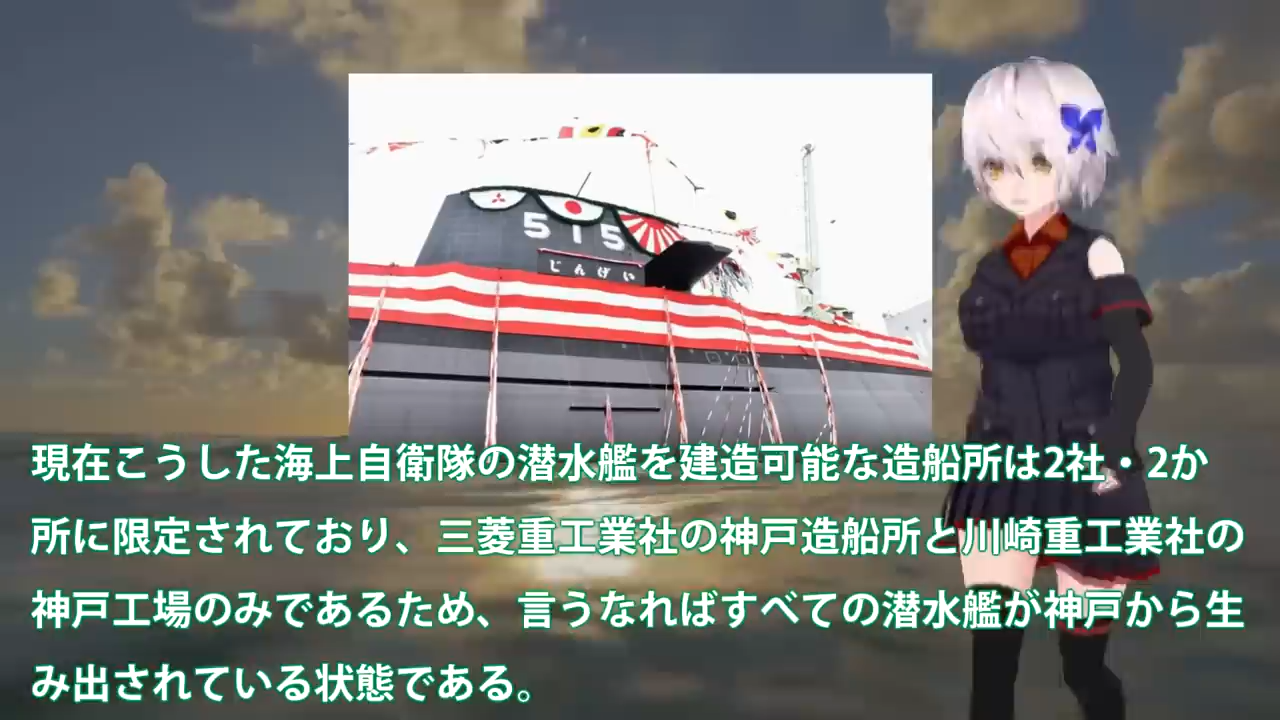 515
じんげい
現在こうした海上自衛隊の潜水艦を建造可能な造船所は2社・2か
所に限定されており、三菱重工業社の神戸造船所と川崎重工業社の
神戸工場のみであるため、言うなればすべての潜水艦が神戸から生
み出されている状態である。